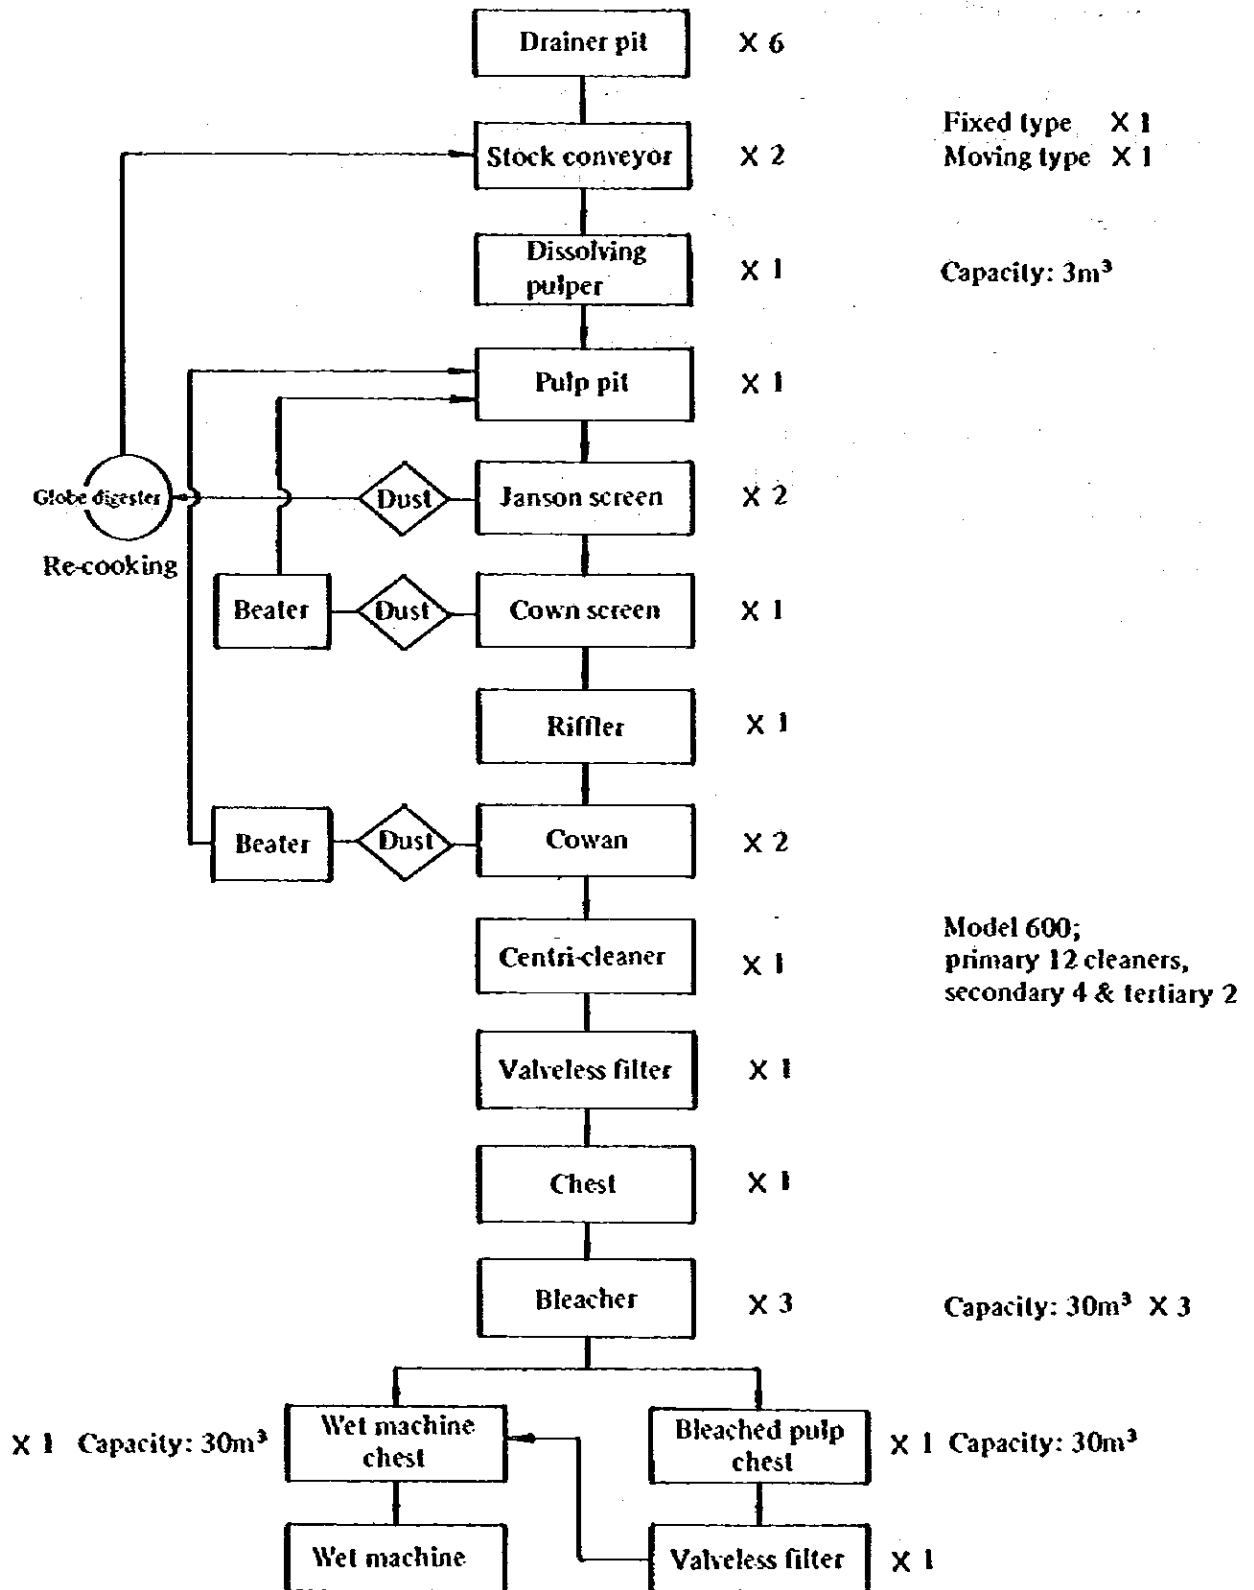 Drainer pit X 6
Fixed type X 1
Stock conveyor X 2 Moving type X 1
Dissolving
pulper X 1 Capacity: 3m³
Pulp pit X 1
Globe digester Dust Janson screen X 2
Re-cooking
Beater Dust Cown screen X 1
Riffler X 1
Beater Dust Cowan X 2
Centri-cleaner X 1 Model 600;
primary 12 cleaners,
secondary 4 & tertiary 2
Valveless filter X 1
Chest X 1
Bleacher X 3 Capacity: 30m³ X 3
X 1 Capacity: 30m³ Wet machine
chest
Bleached pulp
chest X 1 Capacity: 30m³
Wet machine Valveless filter X 1